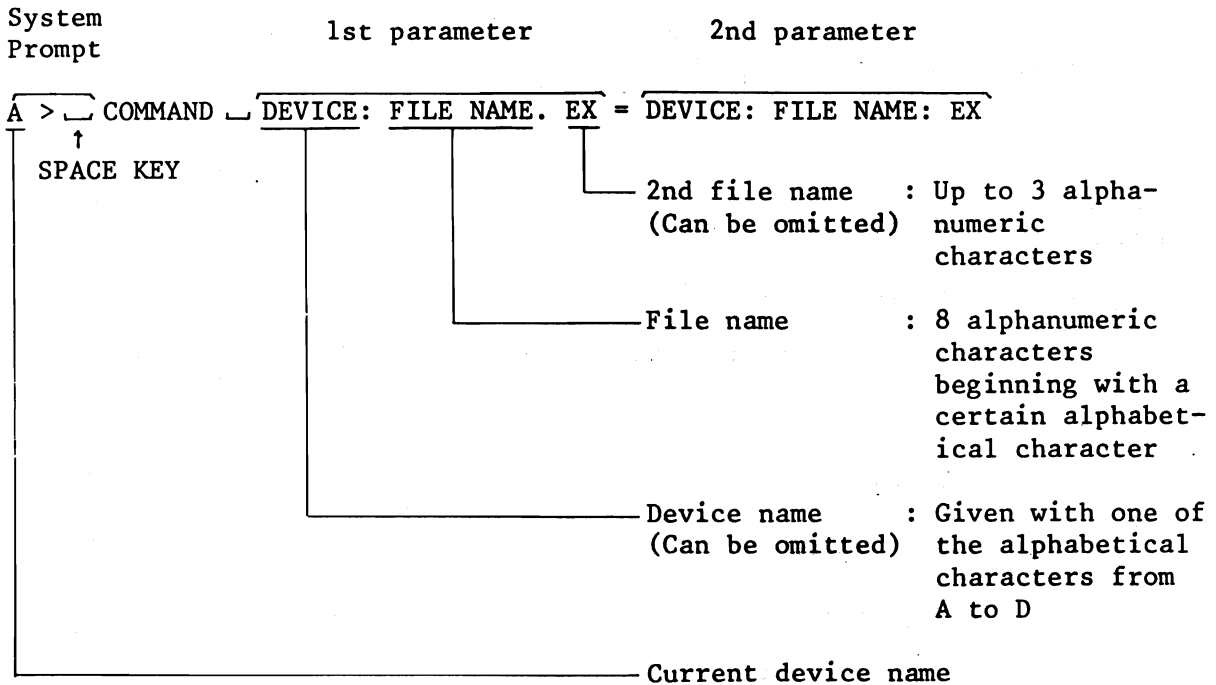 System
Prompt
1st parameter 2nd parameter
A > ⎵ COMMAND ⎵ DEVICE: FILE NAME. EX = DEVICE: FILE NAME: EX
↑
SPACE KEY
2nd file name : Up to 3 alpha-
(Can be omitted) numeric
characters
File name : 8 alphanumeric
characters
beginning with a
certain alphabet-
ical character
Device name : Given with one of
(Can be omitted) the alphabetical
characters from
A to D
Current device name